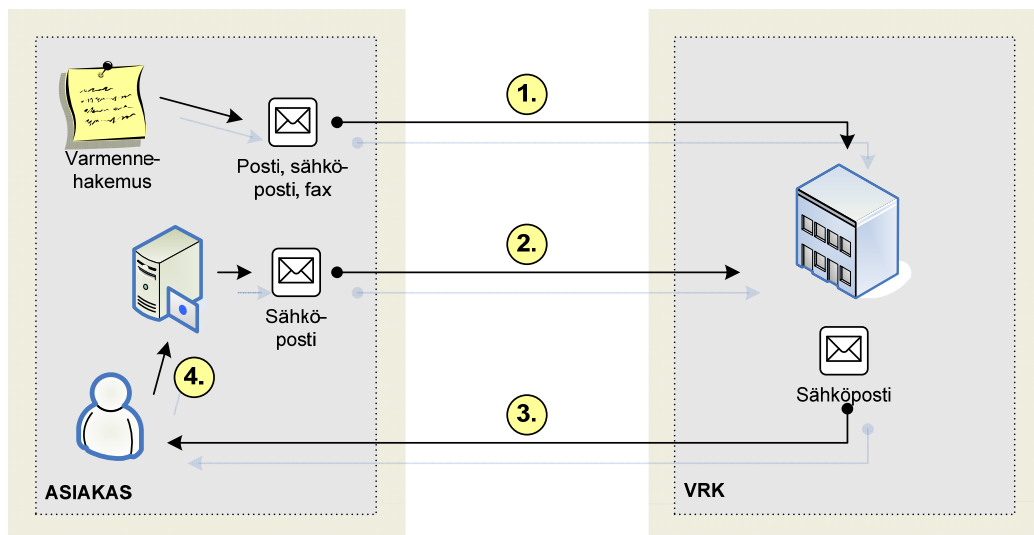 1.
Varmenne-
hakemus
Posti, sähkö-
posti, fax
2.
Sähkö-
posti
4.
Sähköposti
3.
ASIAKAS
VRK